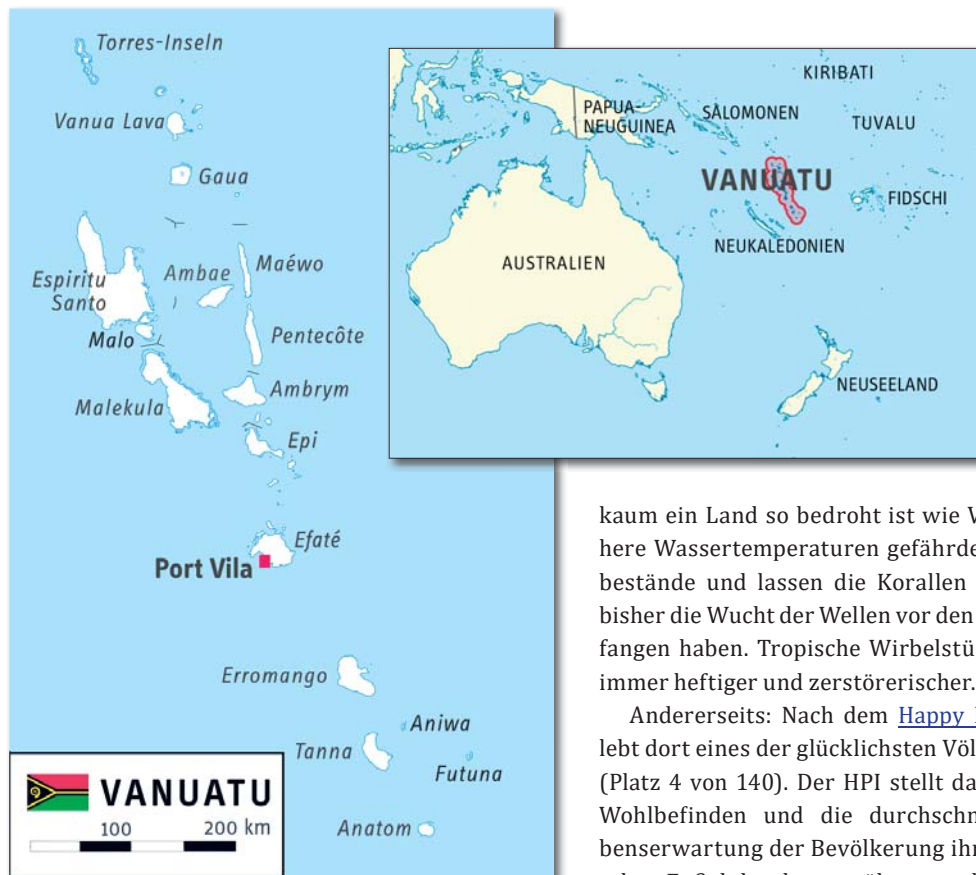 Torres-Inseln
Vanua Lava
Gaua
Espiritu
Santo
Ambae
Maéwo
Malo
Pentecôte
Malekula
Ambrym
Epi
Efaté
Port Vila
Erromango
Aniwa
Tanna
Futuna
Anatom
VANUATU
100 200 km
KIRIBATI
PAPUA-
NEUGUINEA
SALOMONEN
TUVALU
VANUATU
FIDSCHI
NEUKALEDONIEN
AUSTRALIEN
NEUSEELAND
kaum ein Land so bedroht ist wie V
here Wassertemperaturen gefährde
bestände und lassen die Korallen
bisher die Wucht der Wellen vor den
fangen haben. Tropische Wirbelstü
immer heftiger und zerstörerischer.
Andererseits: Nach dem Happy
lebt dort eines der glücklichsten Völ
(Platz 4 von 140). Der HPI stellt da
Wohlbefinden und die durchschn
benserwartung der Bevölkerung ihr